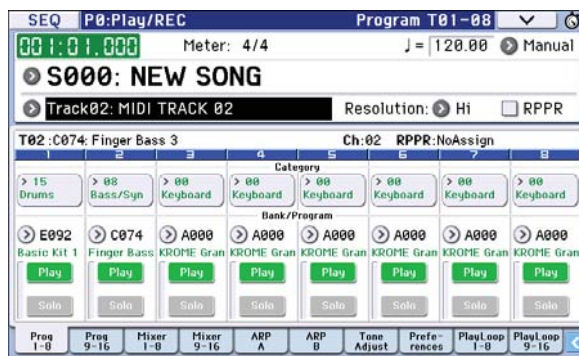 SEQ P0:Play/REC Program T01-08
001:01.000 Meter: 4/4 ♩= 120.00 Manual
S000: NEW SONG
Track02: MIDI TRACK 02 Resolution: Hi RPPR
T02:C074: Finger Bass 3 Ch:02 RPPR:NoAssign
1 2 3 4 5 6 7 8
Category
> 15 > 08 > 00 > 00 > 00 > 00 > 00 > 00
Drums Bass/Syn Keyboard Keyboard Keyboard Keyboard Keyboard Keyboard
Bank/Program
E092 C074 A000 A000 A000 A000 A000 A000
Basic Kit 1 Finger Bass KROME Gran KROME Gran KROME Gran KROME Gran KROME Gran KROME Gran
Play Play Play Play Play Play Play Play
Solo Solo Solo Solo Solo Solo Solo Solo
Prog 1-8 Prog 9-16 Mixer 1-8 Mixer 9-16 ARP A ARP B Tone Adjust Prefe-rences PlayLoop 1-8 PlayLoop 9-16